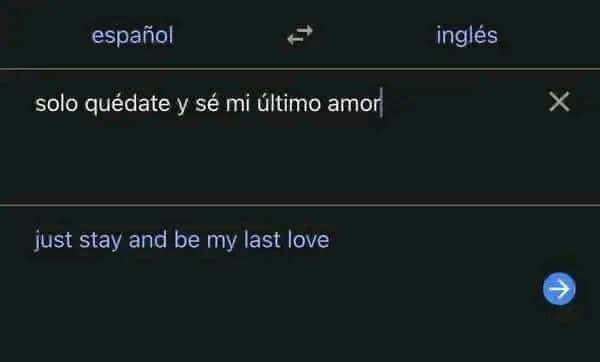 español inglés
solo quédate y sé mi último amor
just stay and be my last love